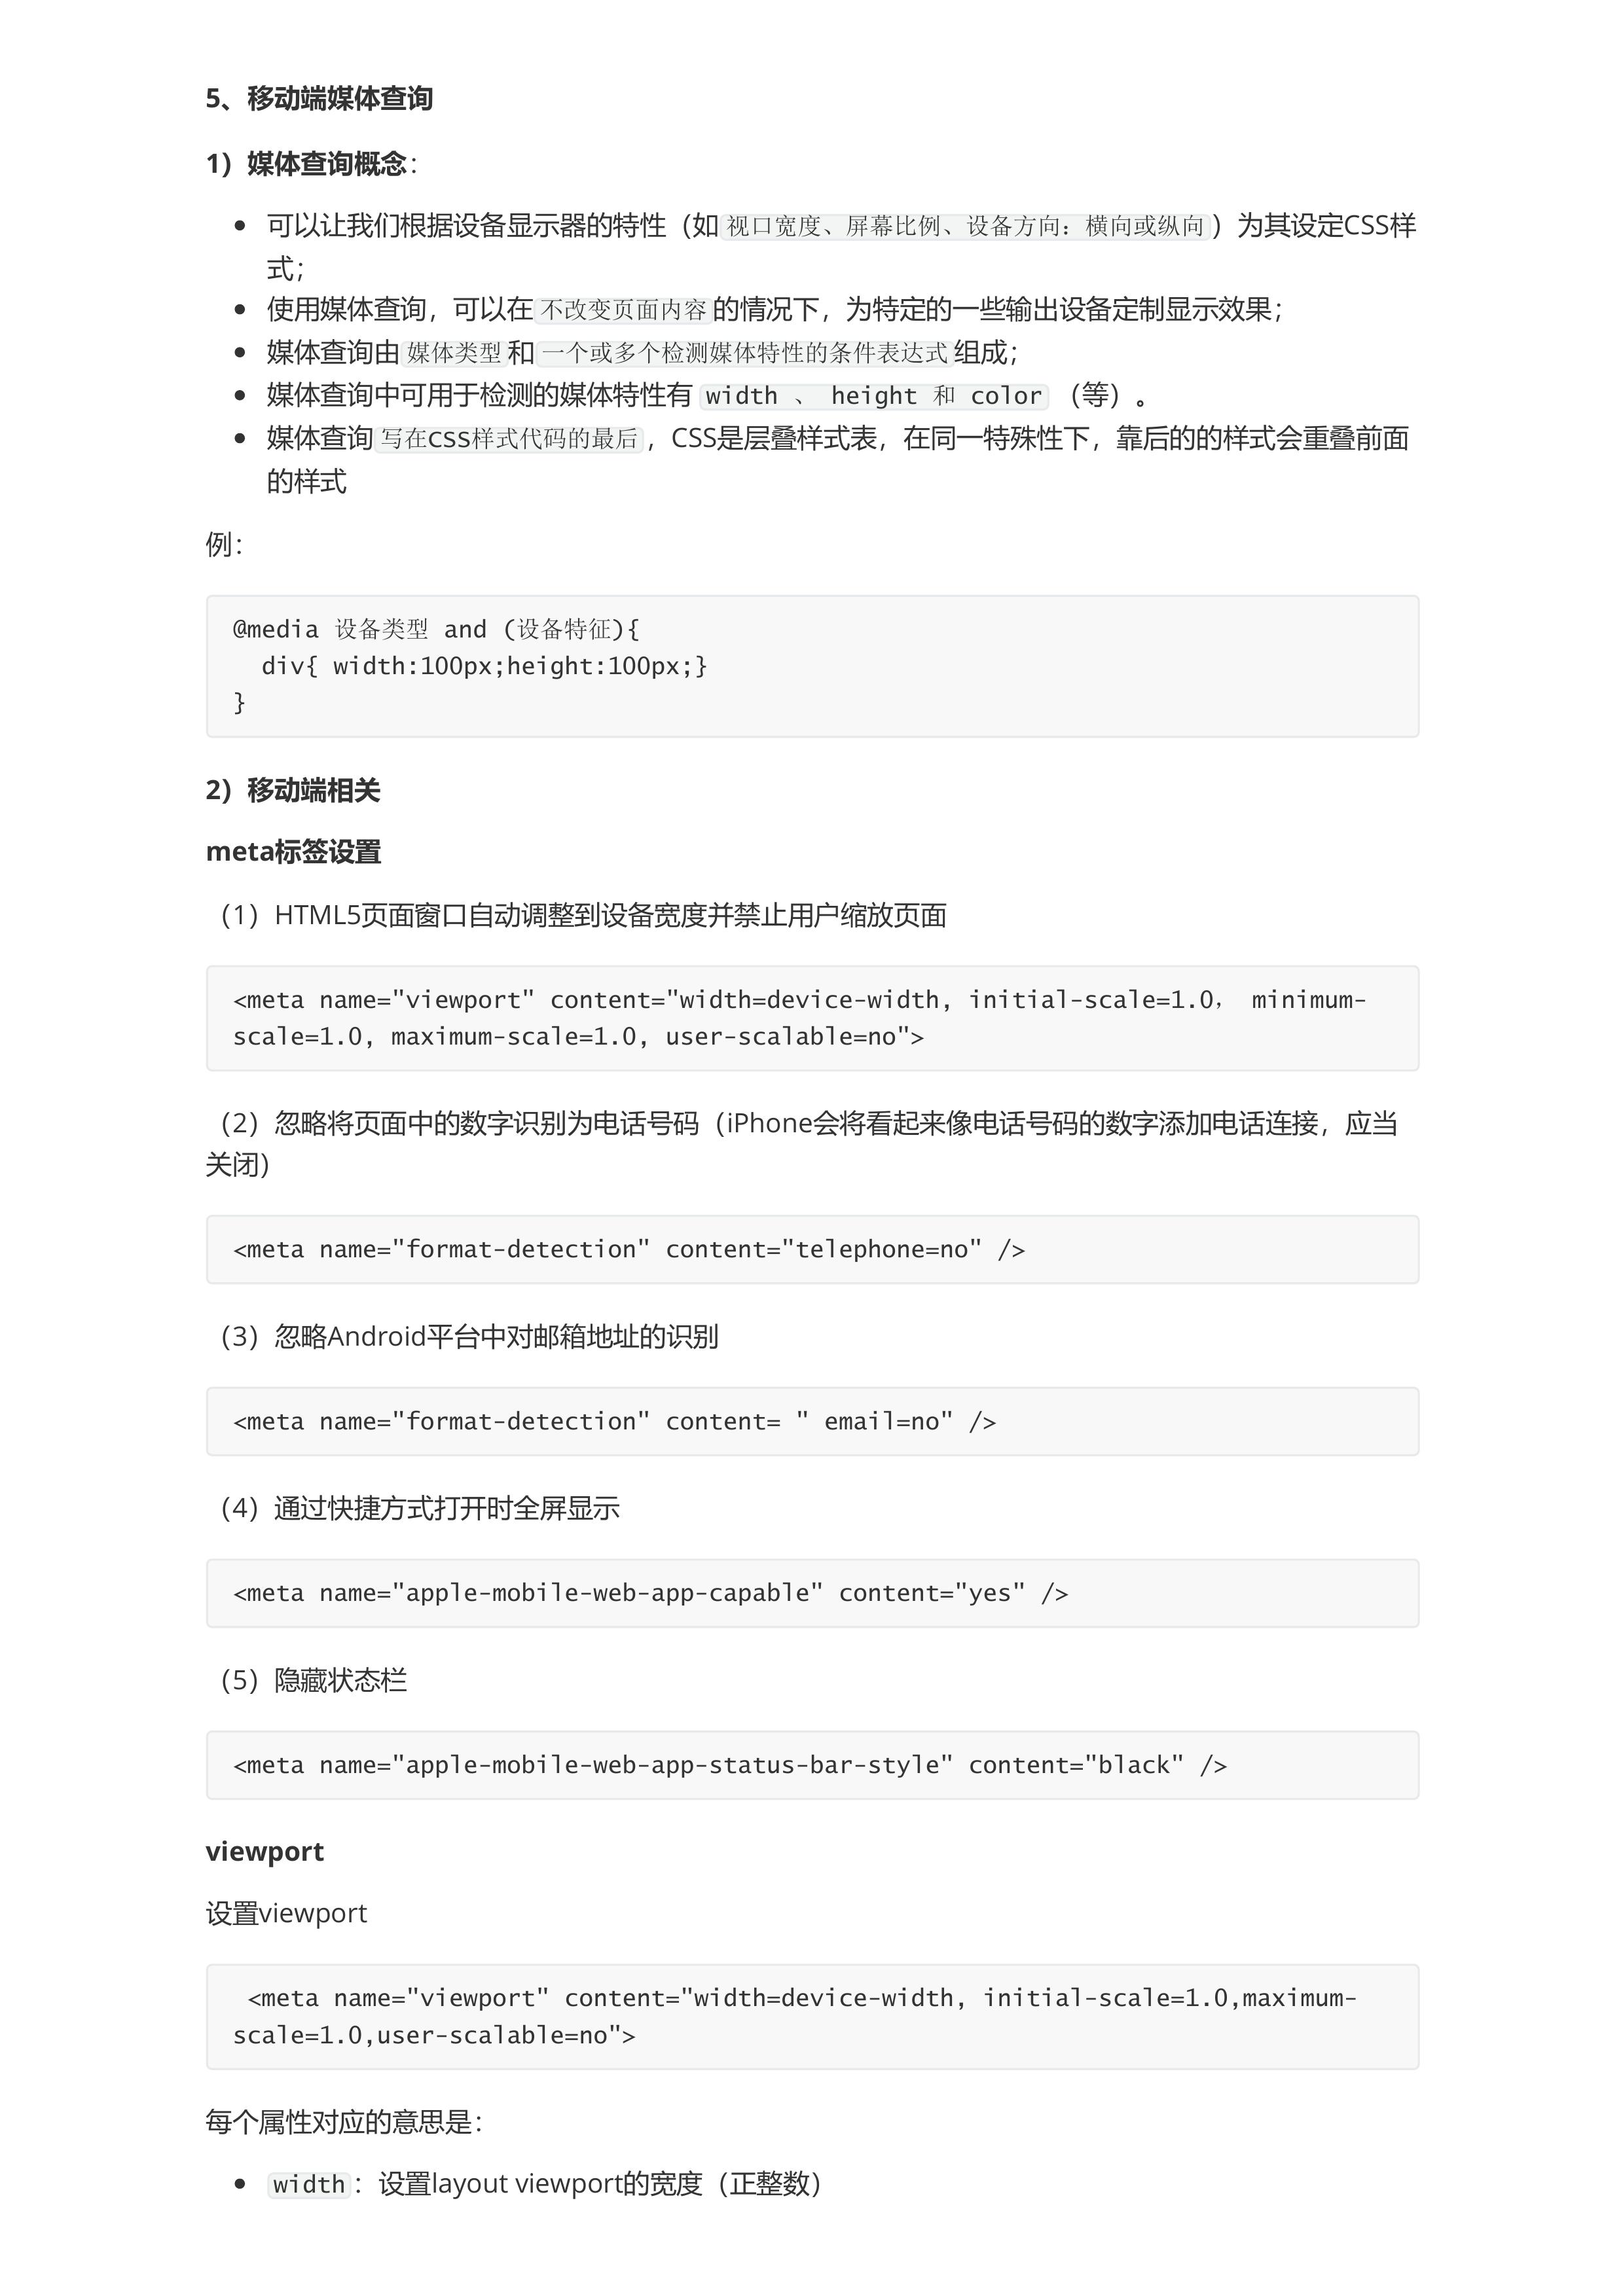 5、移动端媒体查询
1）媒体查询概念：
可以让我们根据设备显示器的特性（如视口宽度、屏幕比例、设备方向：横向或纵向）为其设定CSS样
式；
使用媒体查询，可以在不改变页面内容的情况下，为特定的一些输出设备定制显示效果；
媒体查询由媒体类型和一个或多个检测媒体特性的条件表达式组成；
媒体查询中可用于检测的媒体特性有 width 、 height 和 color （等）。
媒体查询写在css样式代码的最后，CSS是层叠样式表，在同一特殊性下，靠后的的样式会重叠前面
的样式
例：
@media 设备类型 and (设备特征){
div{ width:100px;height:100px;}
}
2）移动端相关
meta标签设置
（1）HTML5页面窗口自动调整到设备宽度并禁止用户缩放页面
<meta name="viewport" content="width=device-width, initial-scale=1.0， minimum-
scale=1.0, maximum-scale=1.0, user-scalable=no">
（2）忽略将页面中的数字识别为电话号码（iPhone会将看起来像电话号码的数字添加电话连接，应当
关闭）
<meta name="format-detection" content="telephone=no" />
（3）忽略Android平台中对邮箱地址的识别
<meta name="format-detection" content= " email=no" />
（4）通过快捷方式打开时全屏显示
<meta name="apple-mobile-web-app-capable" content="yes" />
（5）隐藏状态栏
<meta name="apple-mobile-web-app-status-bar-style" content="black" />
viewport
设置viewport
<meta name="viewport" content="width=device-width, initial-scale=1.0,maximum-
scale=1.0,user-scalable=no">
每个属性对应的意思是：
width：设置layout viewport的宽度（正整数）